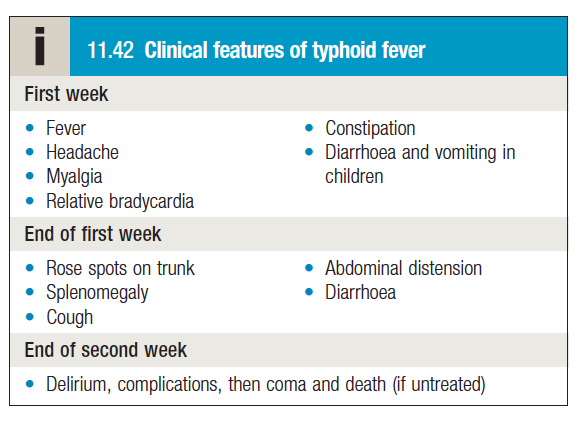 i
11.42 Clinical features of typhoid fever
First week
• Fever
• Headache
• Myalgia
• Relative bradycardia
• Constipation
• Diarrhoea and vomiting in
children
End of first week
• Rose spots on trunk
• Splenomegaly
• Cough
• Abdominal distension
• Diarrhoea
End of second week
• Delirium, complications, then coma and death (if untreated)